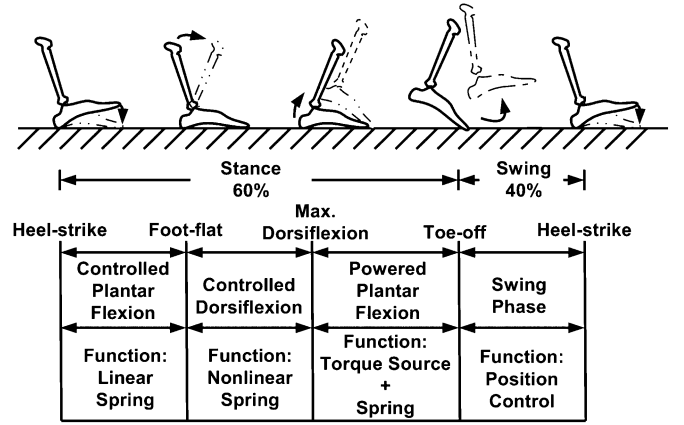 Stance
60%
Swing
40%
Heel-strike
Foot-flat
Max.
Dorsiflexion
Toe-off
Heel-strike
Controlled
Plantar
Flexion
Controlled
Dorsiflexion
Powered
Plantar
Flexion
Swing
Phase
Function:
Linear
Spring
Function:
Nonlinear
Spring
Function:
Torque Source
+
Spring
Function:
Position
Control